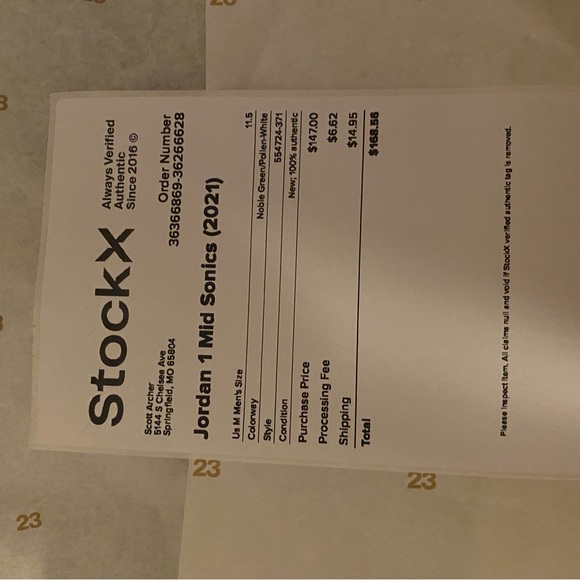 StockX
Always Verified
Authentic
Since 2016 ©
Scott Archer
5144 S Chelsea Ave
Springfield, MO 65804
Order Number
36366869-36266628
Jordan 1 Mid Sonics (2021)
Us M Men's Size 11.5
Colorway Noble Green/Pollen-White
Style 554724-371
Condition New; 100% authentic
Purchase Price $147.00
Processing Fee $6.62
Shipping $14.95
Total $168.56
Please inspect item. All claims null and void if StockX verified authentic tag is removed.
23
23
23